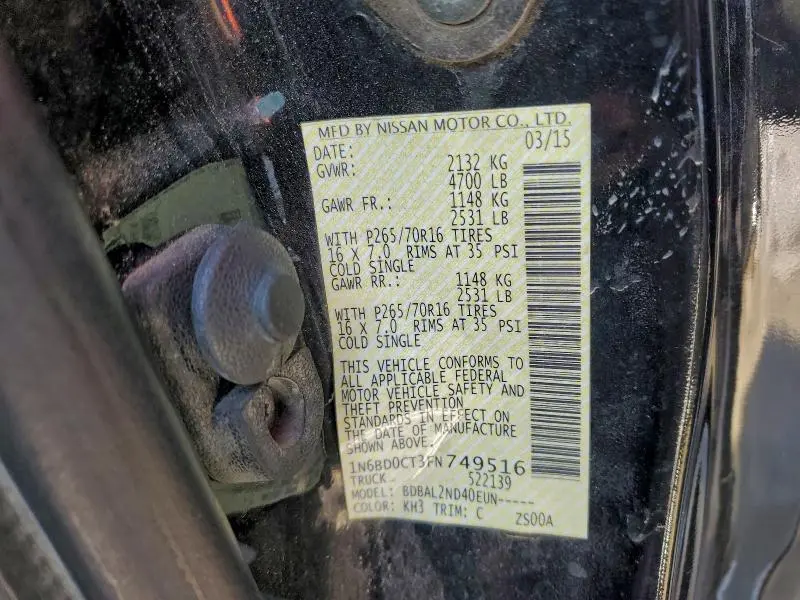 MFD BY NISSAN MOTOR CO., LTD.
DATE: 03/15
GVWR: 2132 KG
4700 LB
GAWR FR.: 1148 KG
2531 LB
WITH P265/70R16 TIRES
16 X 7.0 RIMS AT 35 PSI
COLD SINGLE
GAWR RR.: 1148 KG
2531 LB
WITH P265/70R16 TIRES
16 X 7.0 RIMS AT 35 PSI
COLD SINGLE
THIS VEHICLE CONFORMS TO
ALL APPLICABLE FEDERAL
MOTOR VEHICLE SAFETY AND
THEFT PREVENTION
STANDARDS IN EFFECT ON
THE DATE OF MANUFACTURE
SHOWN ABOVE.
1N6BD0CT3FN749516
TRUCK 522139
MODEL: BDBAL2ND40EUN-----
COLOR: KH3 TRIM: C ZS00A